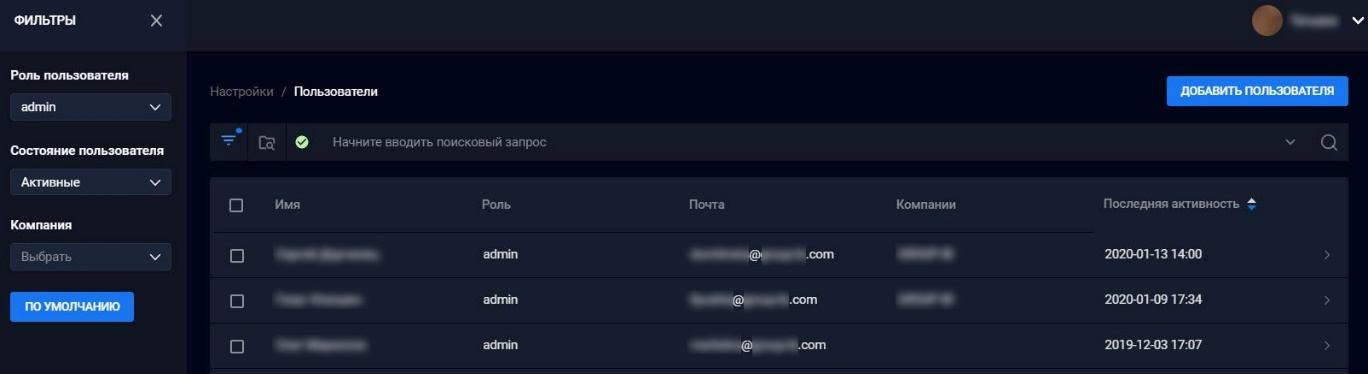 ФИЛЬТРЫ
Роль пользователя
admin
Состояние пользователя
Активные
Компания
Выбрать
ПО УМОЛЧАНИЮ
Настройки / Пользователи
ДОБАВИТЬ ПОЛЬЗОВАТЕЛЯ
Начните вводить поисковый запрос
Имя Роль Почта Компании Последняя активность
admin @ .com 2020-01-13 14:00
admin @ .com 2020-01-09 17:34
admin @ .com 2019-12-03 17:07